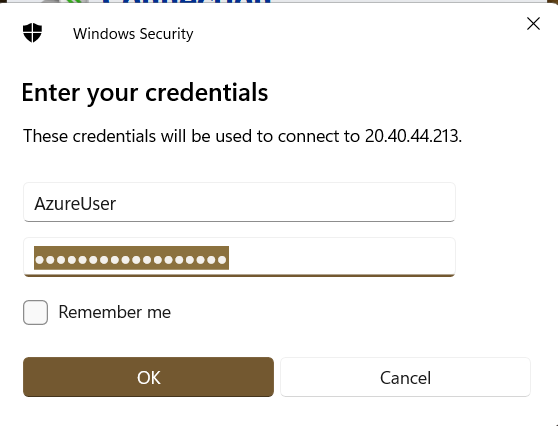 Connection
Windows Security
Enter your credentials
These credentials will be used to connect to 20.40.44.213.
AzureUser
••••••••••••••••••
Remember me
OK
Cancel